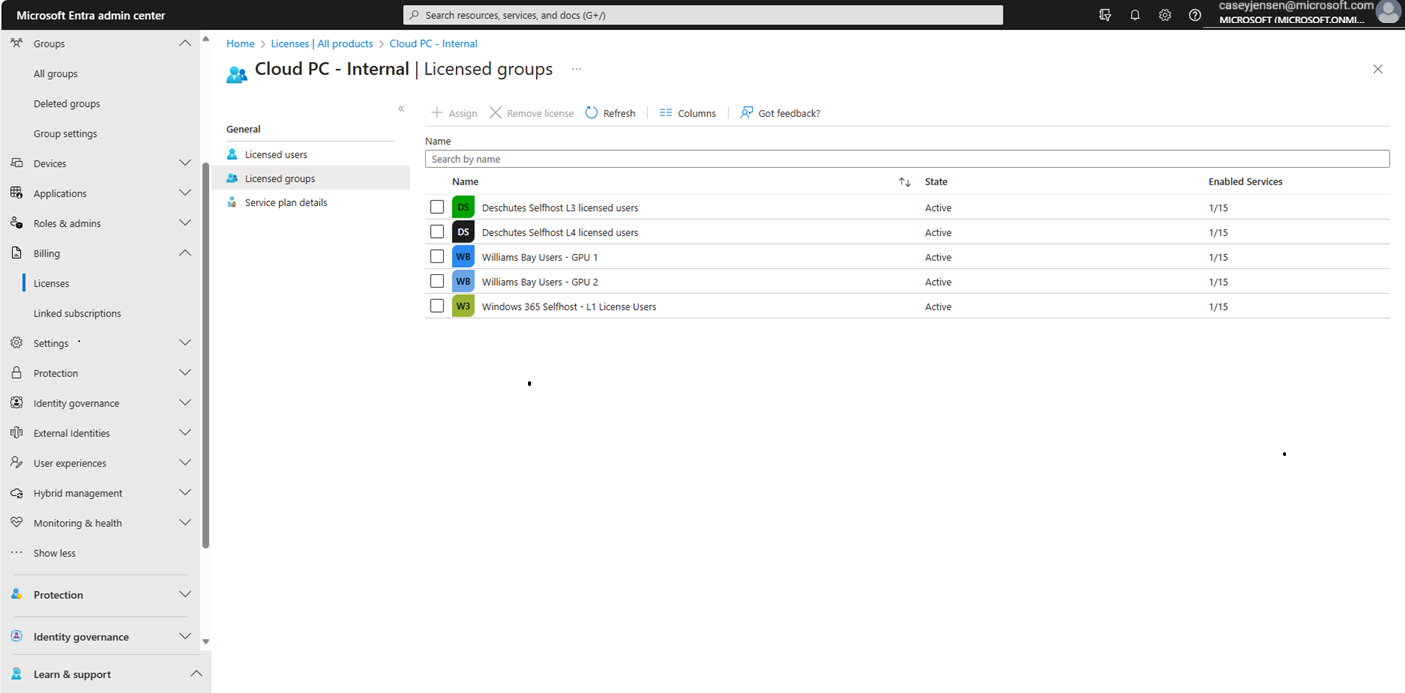 Microsoft Entra admin center
Search resources, services, and docs (G+/)
caseyjensen@microsoft.com
MICROSOFT (MICROSOFT.ONMI...
Groups
All groups
Deleted groups
Group settings
Devices
Applications
Roles & admins
Billing
Licenses
Linked subscriptions
Settings
Protection
Identity governance
External Identities
User experiences
Hybrid management
Monitoring & health
Show less
Protection
Identity governance
Learn & support
Home > Licenses | All products > Cloud PC - Internal
Cloud PC - Internal | Licensed groups ...
General
Licensed users
Licensed groups
Service plan details
Assign Remove license Refresh Columns Got feedback?
Name
Search by name
Name State Enabled Services
DS Deschutes Selfhost L3 licensed users Active 1/15
DS Deschutes Selfhost L4 licensed users Active 1/15
WB Williams Bay Users - GPU 1 Active 1/15
WB Williams Bay Users - GPU 2 Active 1/15
W3 Windows 365 Selfhost - L1 License Users Active 1/15